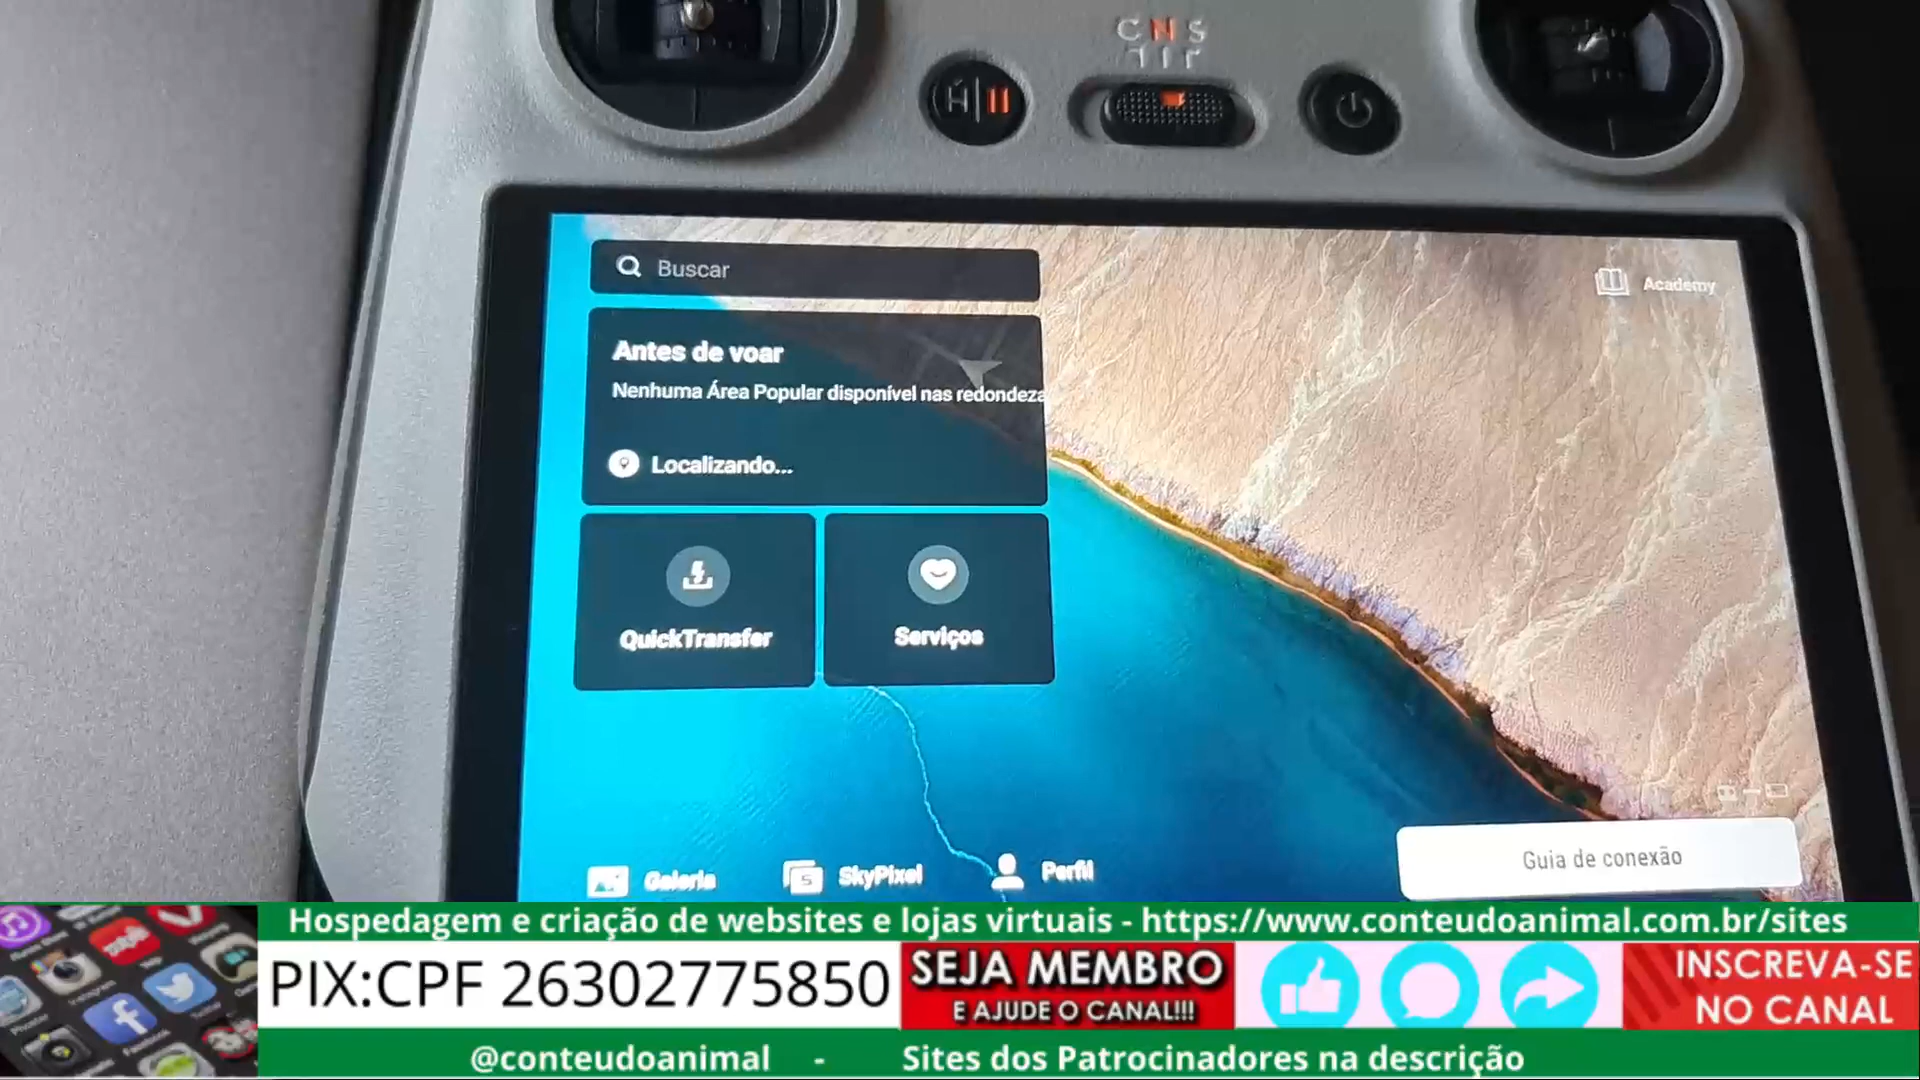 C N S
H
Buscar
Academy
Antes de voar
Nenhuma Área Popular disponível nas redondeza
Localizando...
QuickTransfer
Serviços
Galeria
SkyPixel
Perfil
Guia de conexão
Hospedagem e criação de websites e lojas virtuais - https://www.conteudoanimal.com.br/sites
PIX:CPF 26302775850
SEJA MEMBRO
E AJUDE O CANAL!!!
INSCREVA-SE
NO CANAL
@conteudoanimal - Sites dos Patrocinadores na descrição